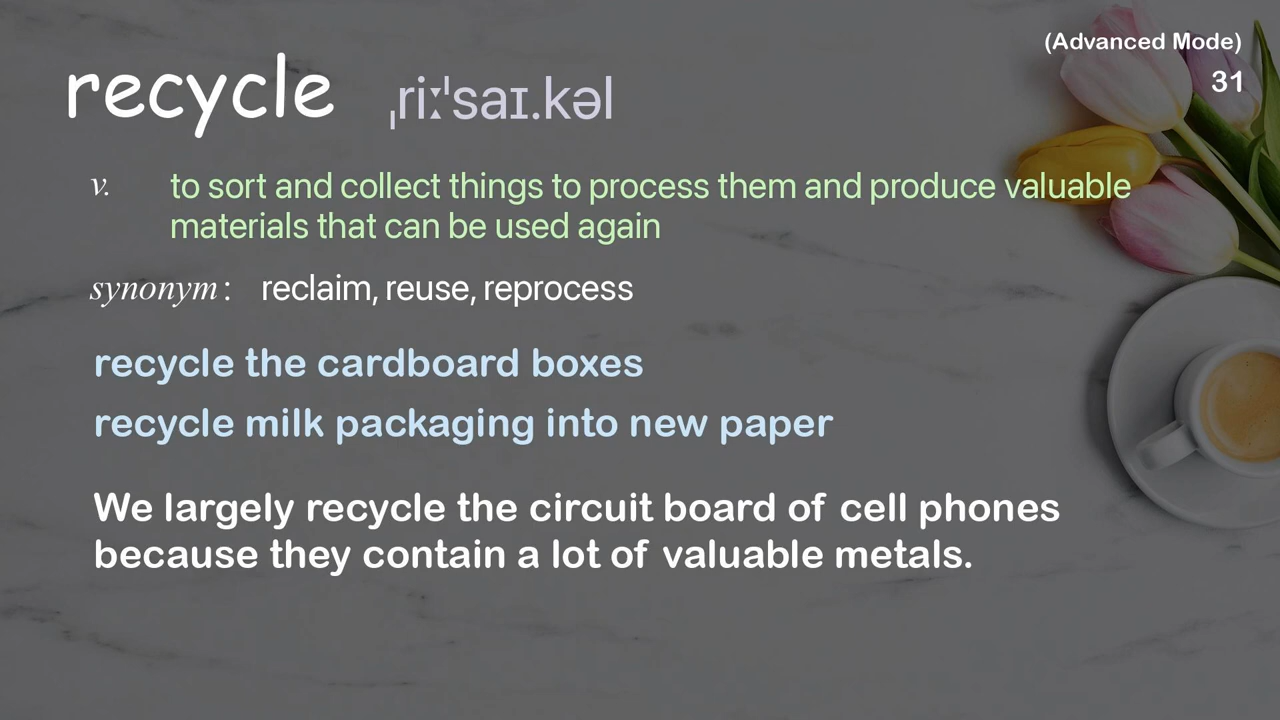 (Advanced Mode)
31
recycle ˌriːˈsaɪ.kəl
v. to sort and collect things to process them and produce valuable
materials that can be used again
synonym : reclaim, reuse, reprocess
recycle the cardboard boxes
recycle milk packaging into new paper
We largely recycle the circuit board of cell phones
because they contain a lot of valuable metals.